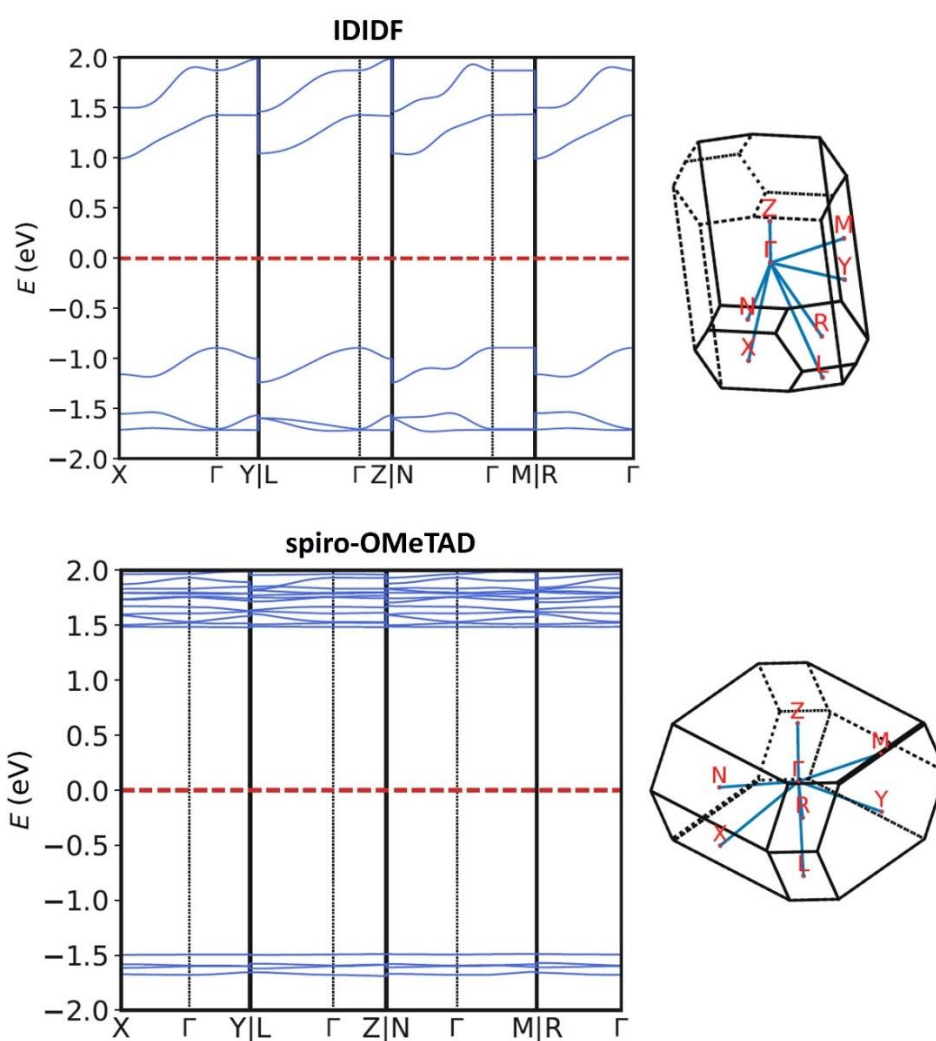 IDIDF
2.0
1.5
1.0
0.5
0.0
−0.5
−1.0
−1.5
−2.0
E (eV)
X Γ Y|L Γ Z|N Γ M|R Γ
Z
M
Γ
Y
N
R
X
L
spiro-OMeTAD
2.0
1.5
1.0
0.5
0.0
−0.5
−1.0
−1.5
−2.0
E (eV)
X Γ Y|L Γ Z|N Γ M|R Γ
Z
M
Γ
N
R
Y
X
L